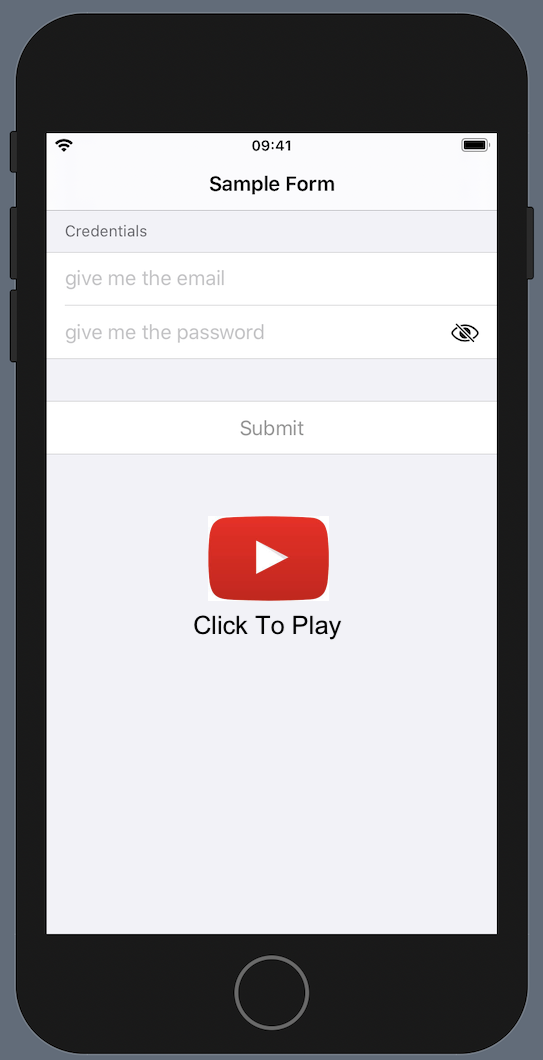 09:41
Sample Form
Credentials
give me the email
give me the password
Submit
Click To Play